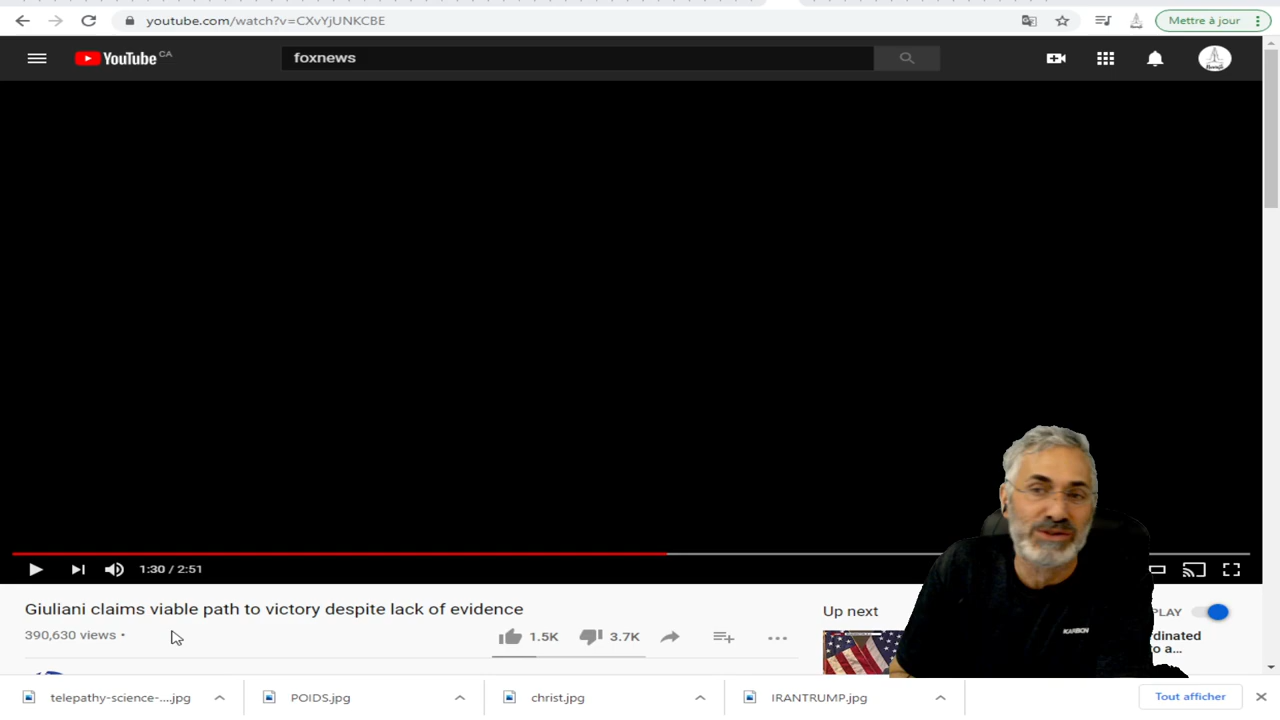 youtube.com/watch?v=CXvYjUNKCBE
Mettre à jour
YouTube CA
foxnews
1:30 / 2:51
Giuliani claims viable path to victory despite lack of evidence
390,630 views •
1.5K
3.7K
Up next
PLAY
rdinated
o a...
KARBON
telepathy-science-....jpg
POIDS.jpg
christ.jpg
IRANTRUMP.jpg
Tout afficher